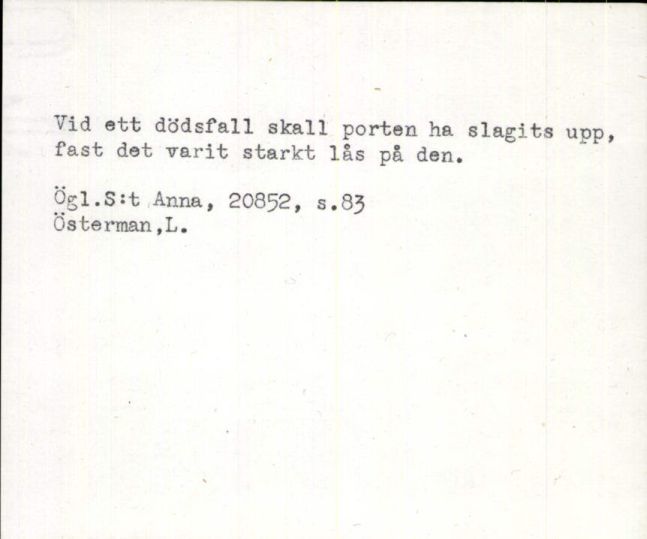 Vid ett dödsfall skall porten ha slagits upp,
fast det varit starkt lås på den.
Ögl.S:t Anna, 20852, s.83
Österman,L.